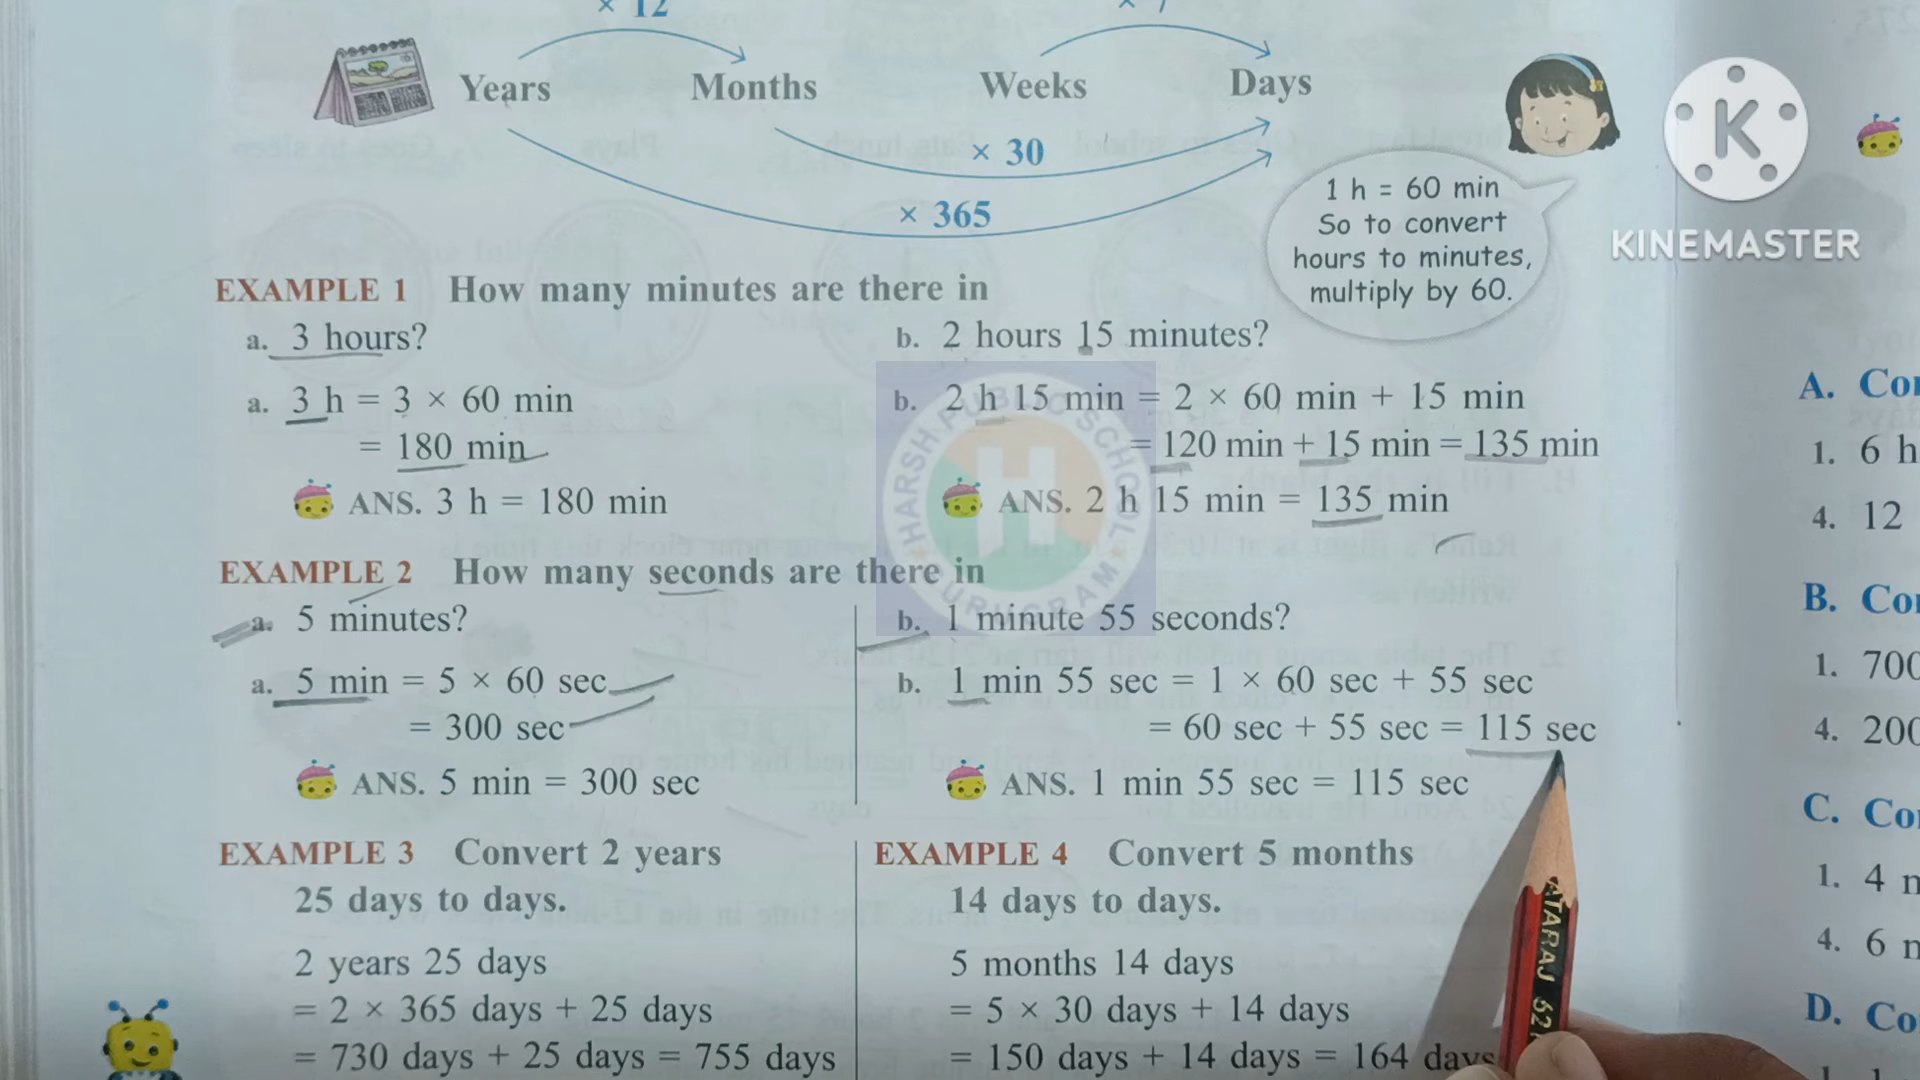 × 12
× 7
Years Months Weeks Days
× 30
× 365
1 h = 60 min
So to convert
hours to minutes,
multiply by 60.
KINEMASTER
EXAMPLE 1 How many minutes are there in
a. 3 hours?
b. 2 hours 15 minutes?
a. 3 h = 3 × 60 min
= 180 min
ANS. 3 h = 180 min
b. 2 h 15 min = 2 × 60 min + 15 min
= 120 min + 15 min = 135 min
ANS. 2 h 15 min = 135 min
HARSH PUBLIC SCHOOL
GURUGRAM
EXAMPLE 2 How many seconds are there in
a. 5 minutes?
b. 1 minute 55 seconds?
a. 5 min = 5 × 60 sec
= 300 sec
ANS. 5 min = 300 sec
b. 1 min 55 sec = 1 × 60 sec + 55 sec
= 60 sec + 55 sec = 115 sec
ANS. 1 min 55 sec = 115 sec
EXAMPLE 3 Convert 2 years
25 days to days.
2 years 25 days
= 2 × 365 days + 25 days
= 730 days + 25 days = 755 days
EXAMPLE 4 Convert 5 months
14 days to days.
5 months 14 days
= 5 × 30 days + 14 days
= 150 days + 14 days = 164 days
ATARAJ 621
A.
1. 6 h
4. 12
B.
1. 700
4. 200
C.
1. 4
4. 6
D.